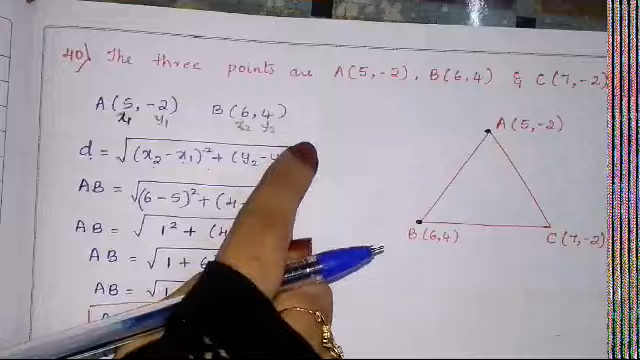 40) The three points are A(5,-2), B(6,4) & C(7,-2)
A(5, -2) B(6, 4)
x₁ y₁ x₂ y₂
d = √(x₂ - x₁)² + (y₂ -
AB = √(6-5)² + (4
AB = √1² + (4
AB = √1 +
AB = √1
A(5,-2)
B(6,4)
C(7,-2)